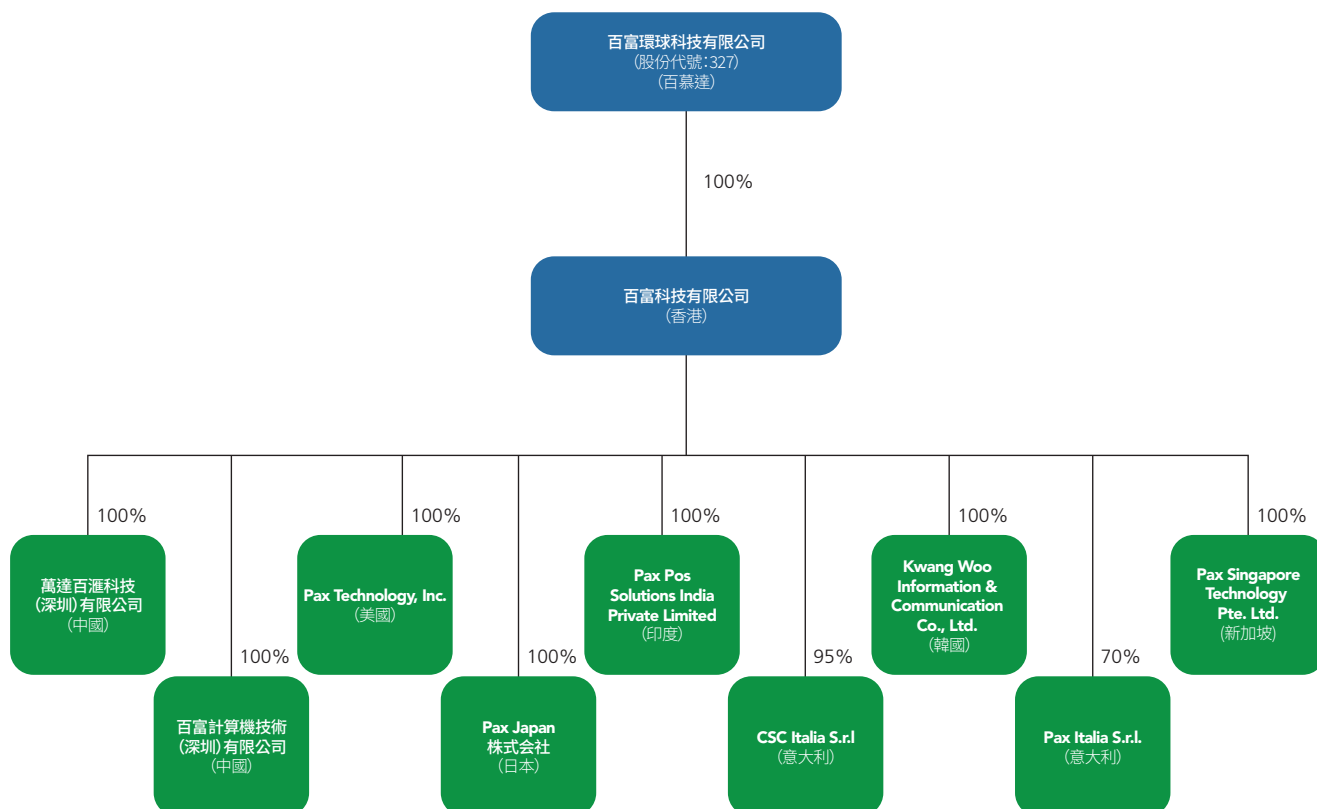 百富環球科技有限公司
(股份代號:327)
(百慕達)
100%
百富科技有限公司
(香港)
100%
萬達百滙科技
(深圳)有限公司
(中國)
100%
百富計算機技術
(深圳)有限公司
(中國)
100%
Pax Technology, Inc.
(美國)
100%
Pax Japan
株式会社
(日本)
100%
Pax Pos
Solutions India
Private Limited
(印度)
95%
CSC Italia S.r.l
(意大利)
100%
Kwang Woo
Information &
Communication
Co., Ltd.
(韓國)
70%
Pax Italia S.r.l.
(意大利)
100%
Pax Singapore
Technology
Pte. Ltd.
(新加坡)